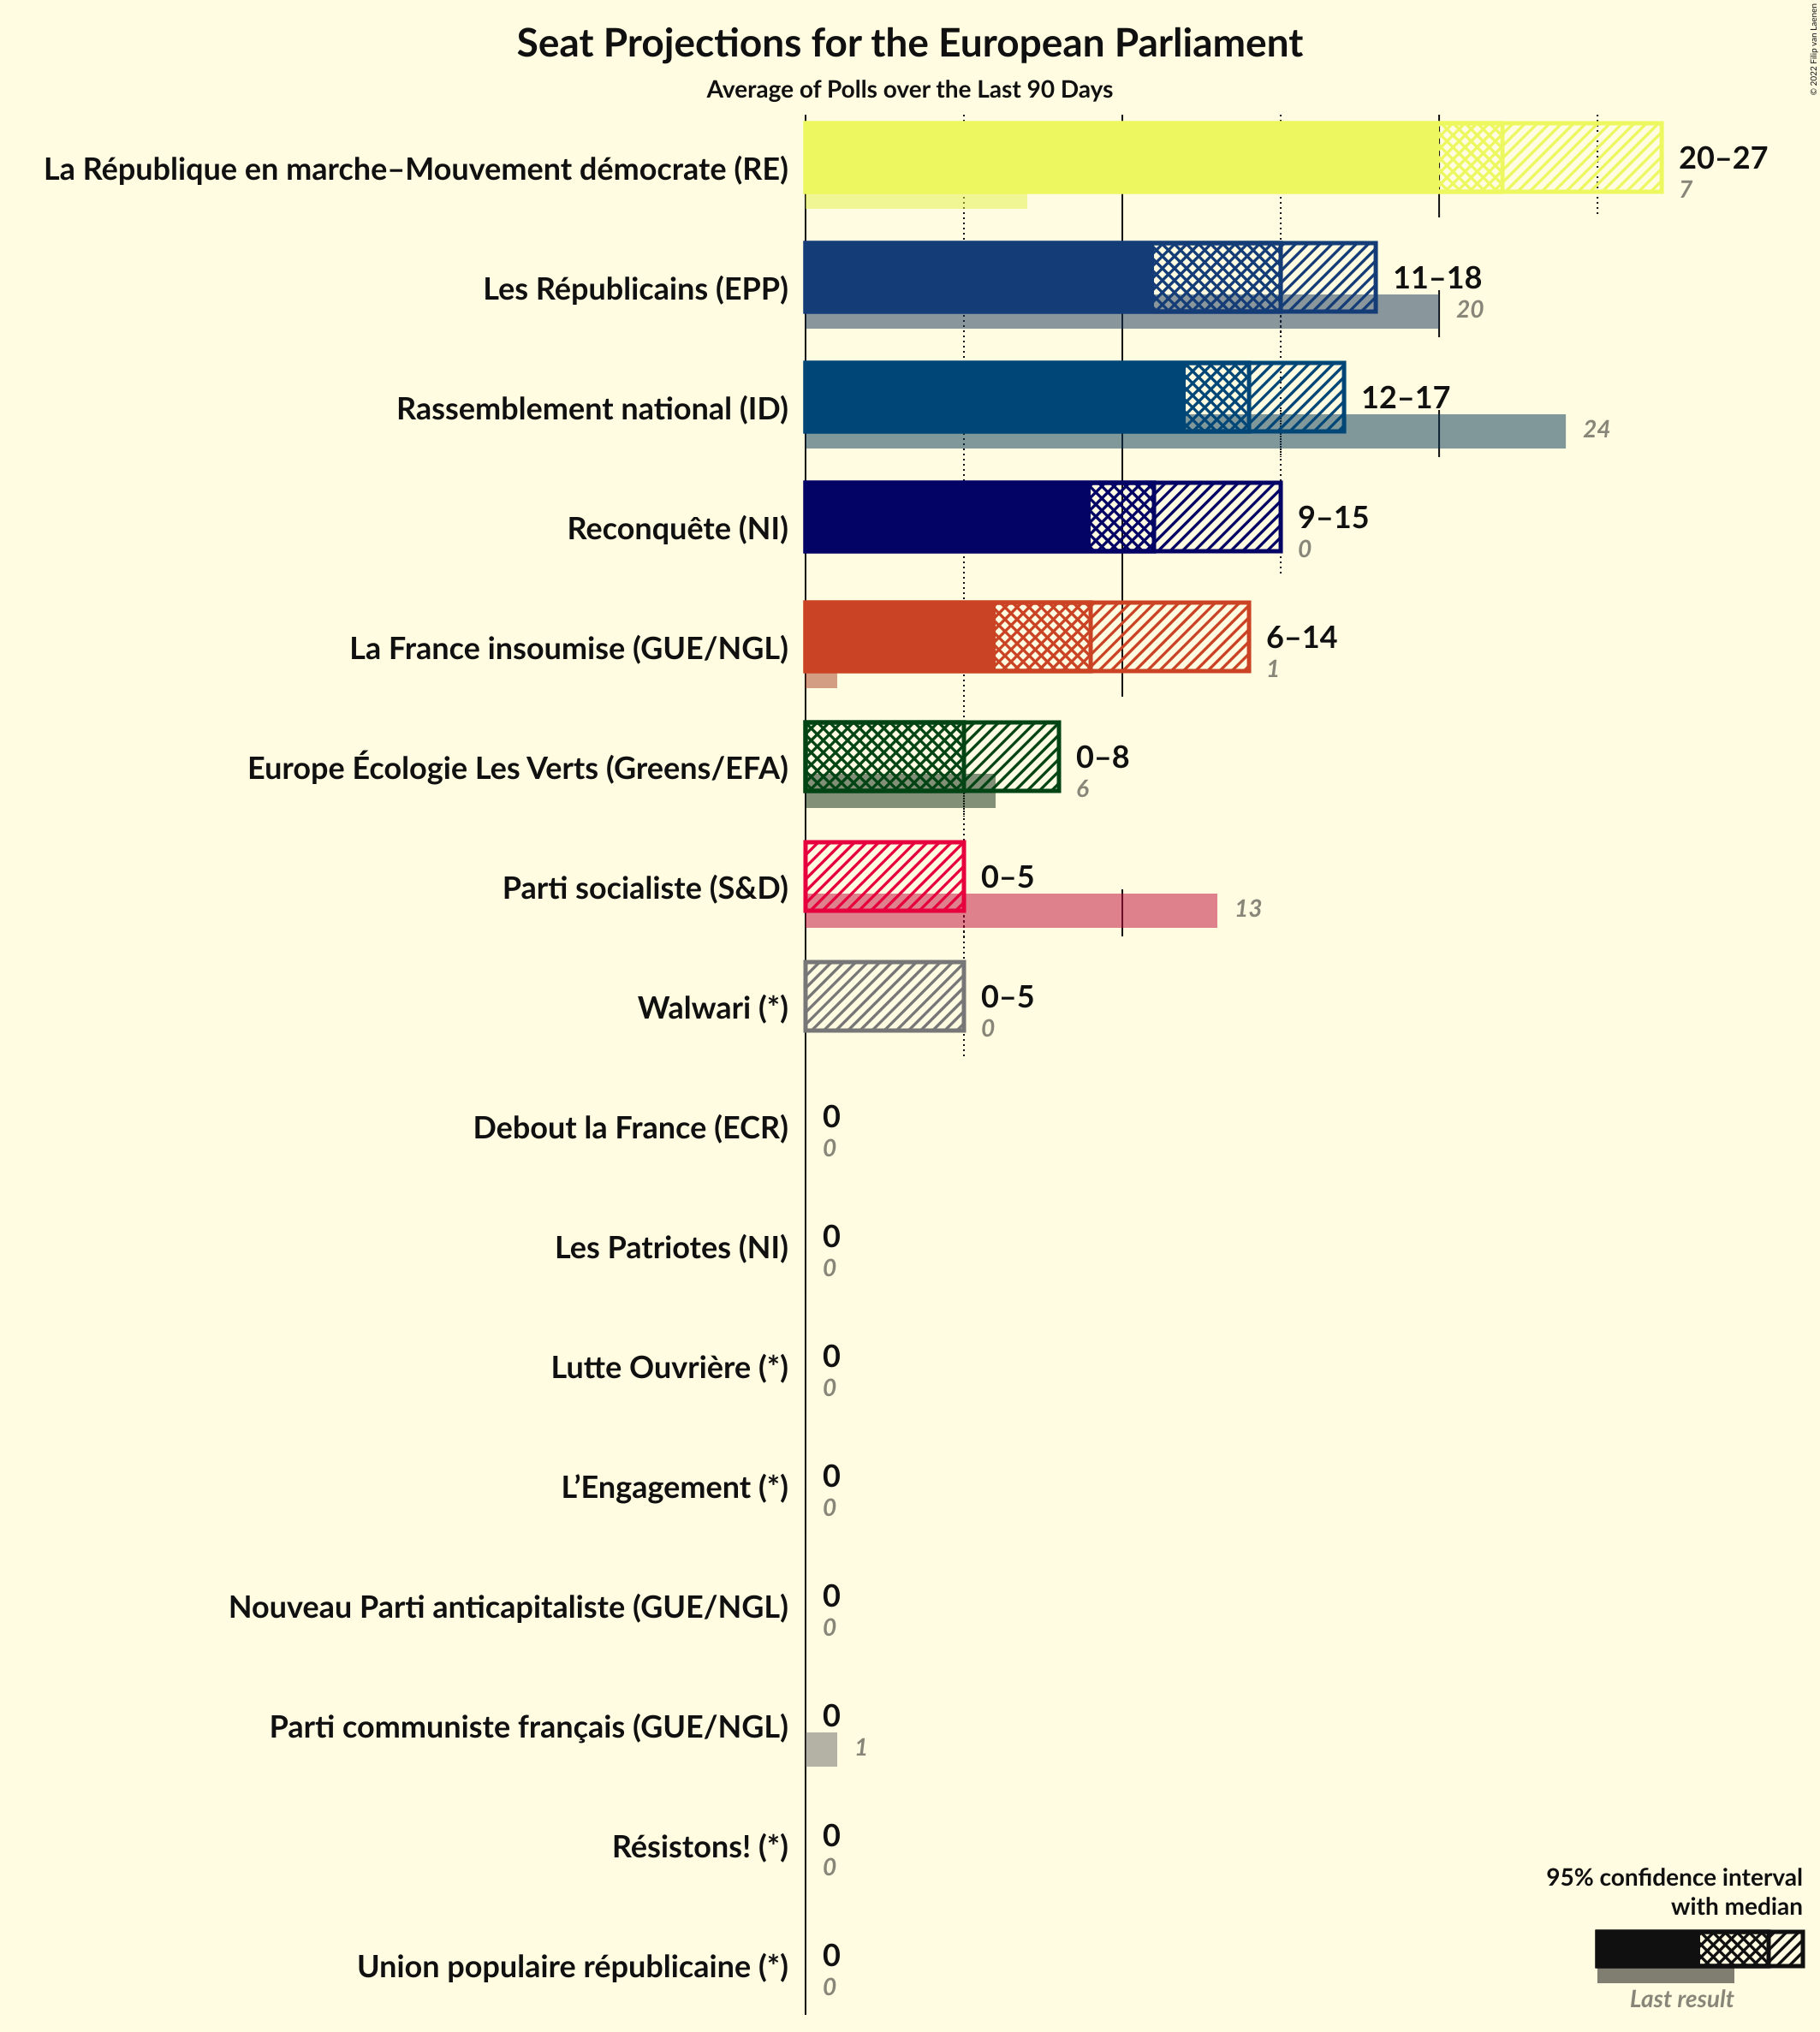 Seat Projections for the European Parliament
Average of Polls over the Last 90 Days
© 2022 Filip van Laenen
La République en marche–Mouvement démocrate (RE)
20–27
7
Les Républicains (EPP)
11–18
20
Rassemblement national (ID)
12–17
24
Reconquête (NI)
9–15
0
La France insoumise (GUE/NGL)
6–14
1
Europe Écologie Les Verts (Greens/EFA)
0–8
6
Parti socialiste (S&D)
0–5
13
Walwari (*)
0–5
0
Debout la France (ECR)
0
0
Les Patriotes (NI)
0
0
Lutte Ouvrière (*)
0
0
L’Engagement (*)
0
0
Nouveau Parti anticapitaliste (GUE/NGL)
0
0
Parti communiste français (GUE/NGL)
0
1
Résistons! (*)
0
0
Union populaire républicaine (*)
0
0
95% confidence interval
with median
Last result